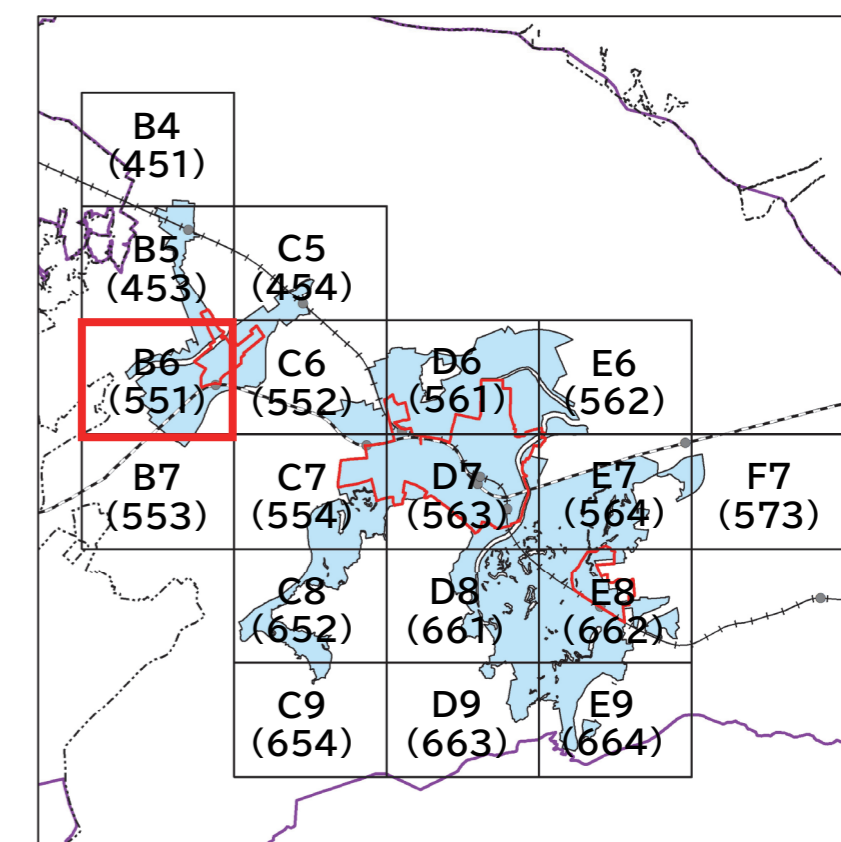 B4
(451)
B5
(453)
C5
(454)
B6
(551)
C6
(552)
D6
(561)
E6
(562)
B7
(553)
C7
(554)
D7
(563)
E7
(564)
F7
(573)
C8
(652)
D8
(661)
E8
(662)
C9
(654)
D9
(663)
E9
(664)